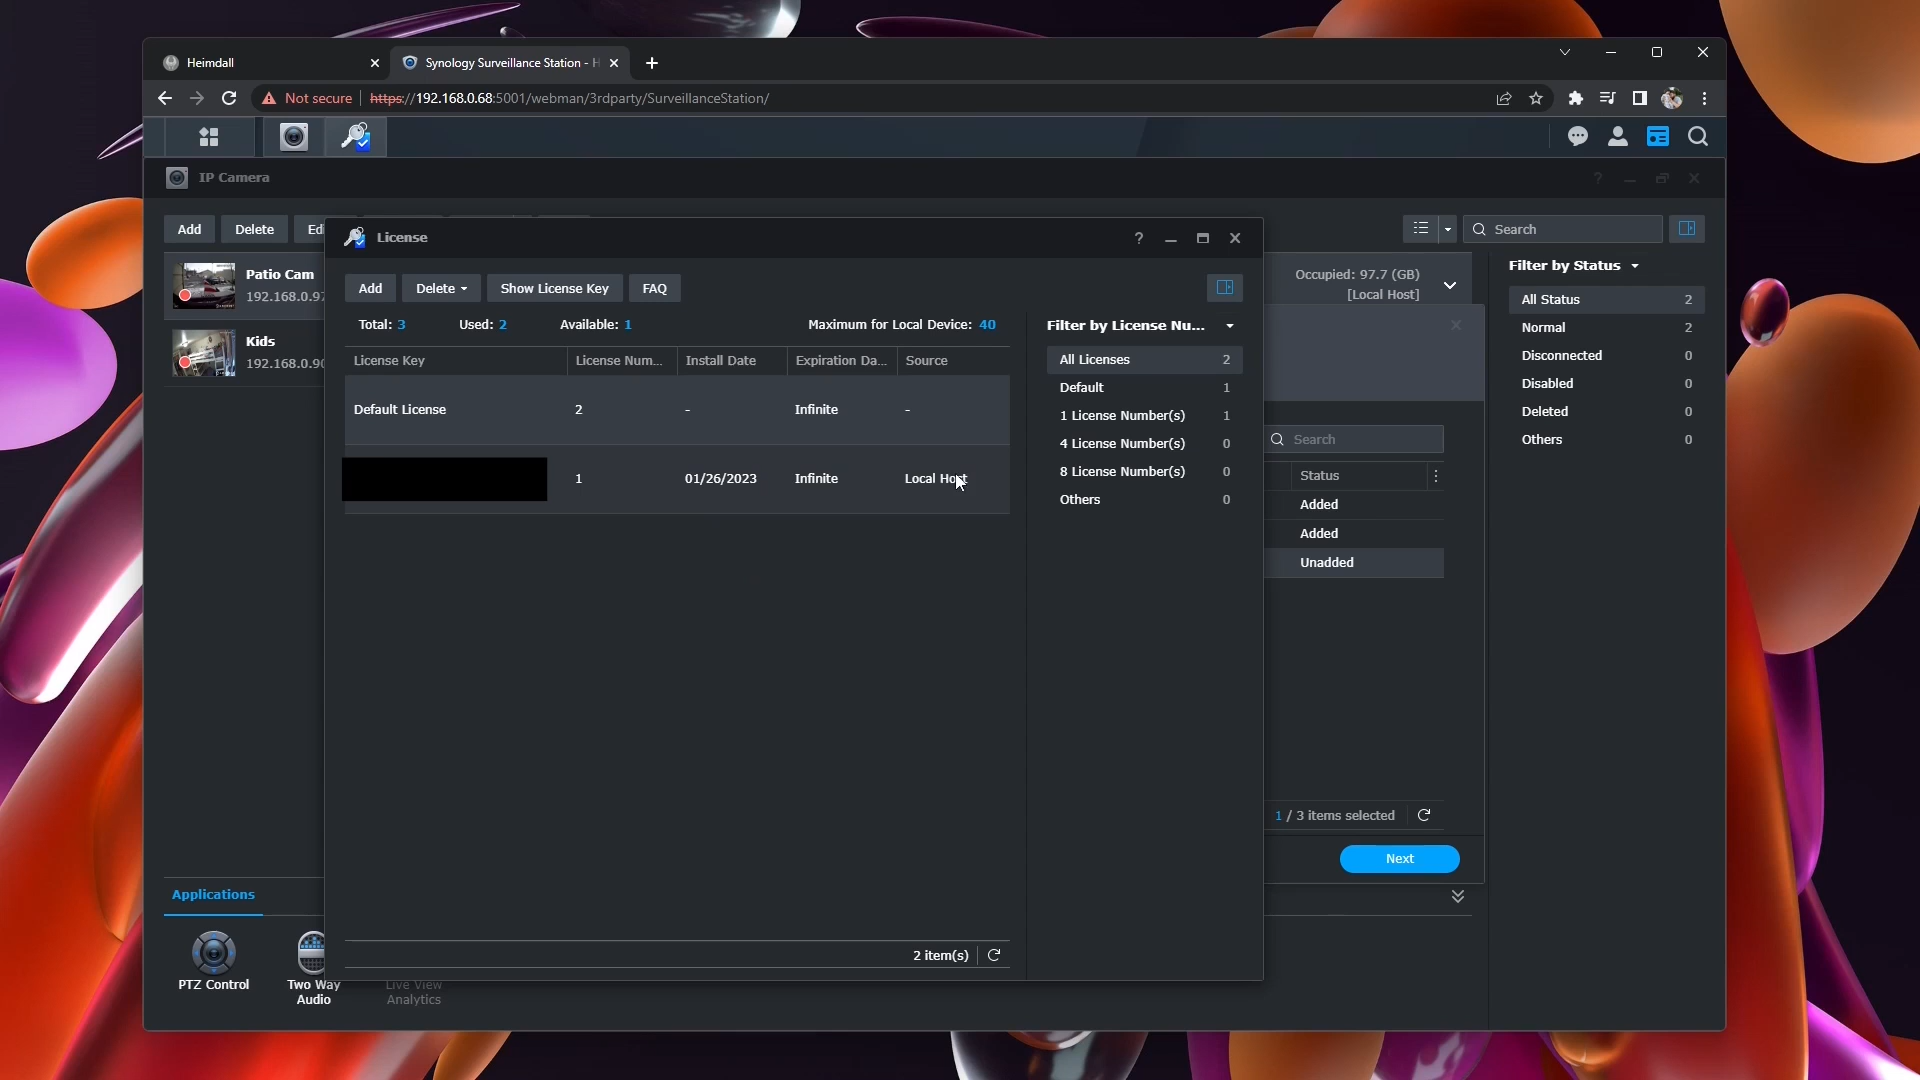 Heimdall
Synology Surveillance Station - H
Not secure
https://192.168.0.68:5001/webman/3rdparty/SurveillanceStation/
IP Camera
Add
Delete
Edi
Search
Patio Cam
192.168.0.97
Kids
192.168.0.90
License
Add
Delete
Show License Key
FAQ
Total: 3
Used: 2
Available: 1
Maximum for Local Device: 40
License Key
License Num...
Install Date
Expiration Da...
Source
Default License
2
-
Infinite
-
1
01/26/2023
Infinite
Local Host
2 item(s)
Filter by License Nu...
All Licenses 2
Default 1
1 License Number(s) 1
4 License Number(s) 0
8 License Number(s) 0
Others 0
Occupied: 97.7 (GB)
[Local Host]
Search
Status
Added
Added
Unadded
1 / 3 items selected
Next
Filter by Status
All Status 2
Normal 2
Disconnected 0
Disabled 0
Deleted 0
Others 0
Applications
PTZ Control
Two Way
Audio
Live View
Analytics